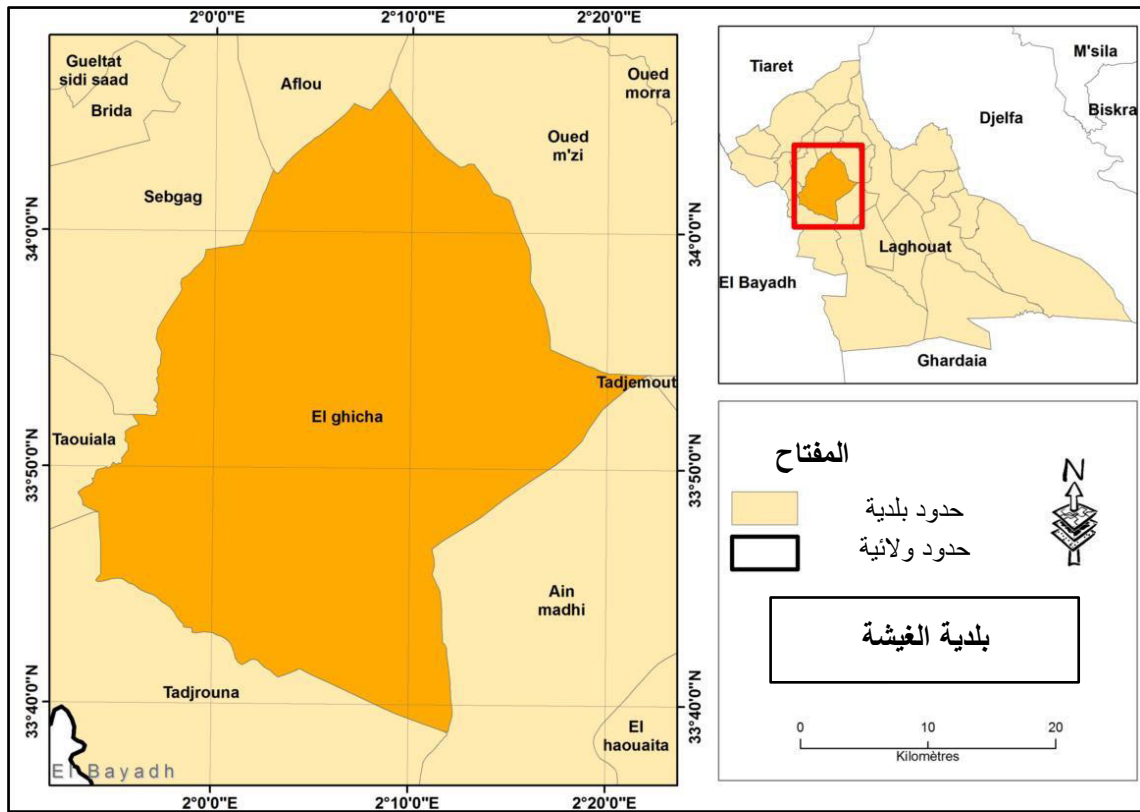 2°0'0"E
2°10'0"E
2°20'0"E
Gueltat
sidi saad
Brida
Aflou
Oued
morra
Oued
m'zi
Sebgag
34°0'0"N
34°0'0"N
Tadjemout
El ghicha
Taouiala
33°50'0"N
33°50'0"N
Ain
madhi
Tadjrouna
33°40'0"N
33°40'0"N
El
haouaita
El Bayadh
2°0'0"E
2°10'0"E
2°20'0"E
M'sila
Tiaret
Biskra
Djelfa
Laghouat
El Bayadh
Ghardaia
المفتاح
N
حدود بلدية
حدود ولائية
بلدية الغيشة
0
10
20
Kilomètres